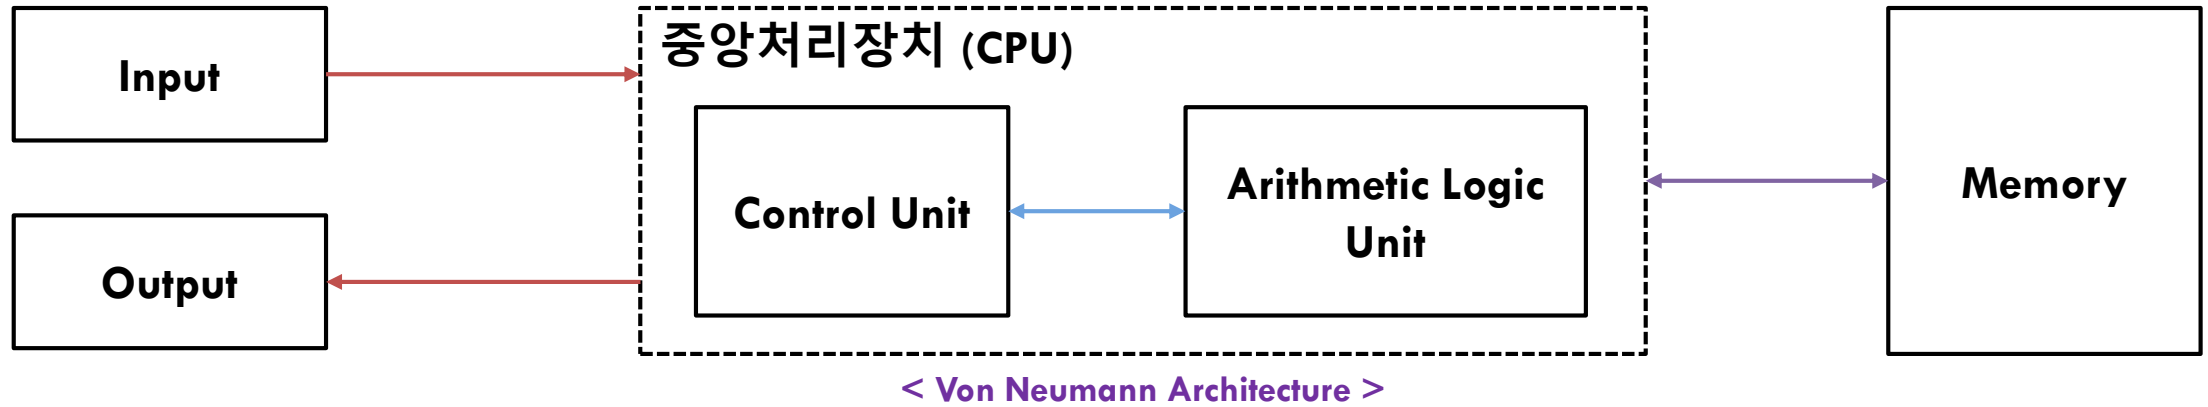 Input
Output
중앙처리장치 (CPU)
Control Unit
Arithmetic Logic
Unit
Memory
< Von Neumann Architecture >